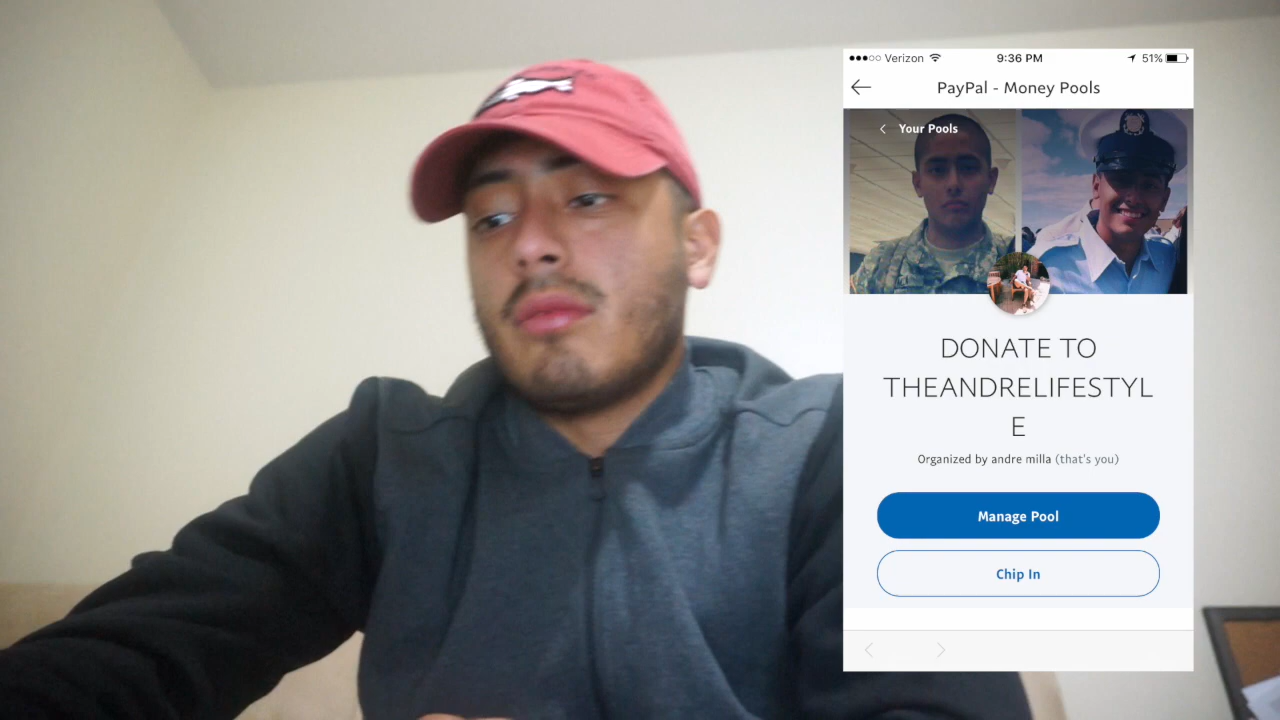 Verizon 9:36 PM 51%
PayPal - Money Pools
Your Pools
DONATE TO
THEANDRELIFESTYL
E
Organized by andre milla (that's you)
Manage Pool
Chip In